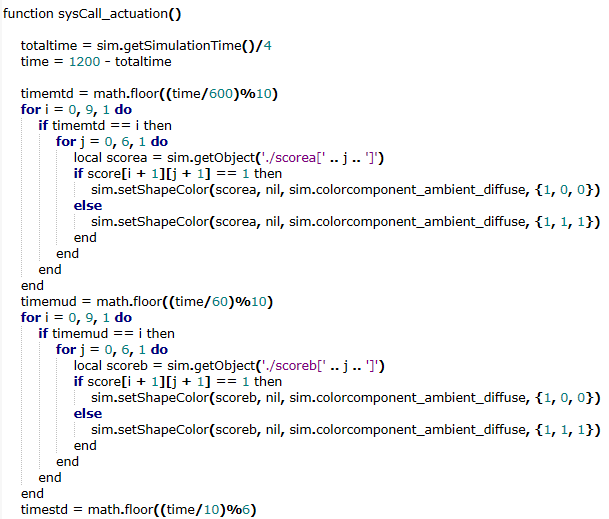 function sysCall_actuation()
totaltime = sim.getSimulationTime()/4
time = 1200 - totaltime
timemtd = math.floor((time/600)%10)
for i = 0, 9, 1 do
if timemtd == i then
for j = 0, 6, 1 do
local scorea = sim.getObject('./scorea[' .. j .. ']')
if score[i + 1][j + 1] == 1 then
sim.setShapeColor(scorea, nil, sim.colorcomponent_ambient_diffuse, {1, 0, 0})
else
sim.setShapeColor(scorea, nil, sim.colorcomponent_ambient_diffuse, {1, 1, 1})
end
end
end
end
timemud = math.floor((time/60)%10)
for i = 0, 9, 1 do
if timemud == i then
for j = 0, 6, 1 do
local scoreb = sim.getObject('./scoreb[' .. j .. ']')
if score[i + 1][j + 1] == 1 then
sim.setShapeColor(scoreb, nil, sim.colorcomponent_ambient_diffuse, {1, 0, 0})
else
sim.setShapeColor(scoreb, nil, sim.colorcomponent_ambient_diffuse, {1, 1, 1})
end
end
end
end
timestd = math.floor((time/10)%6)